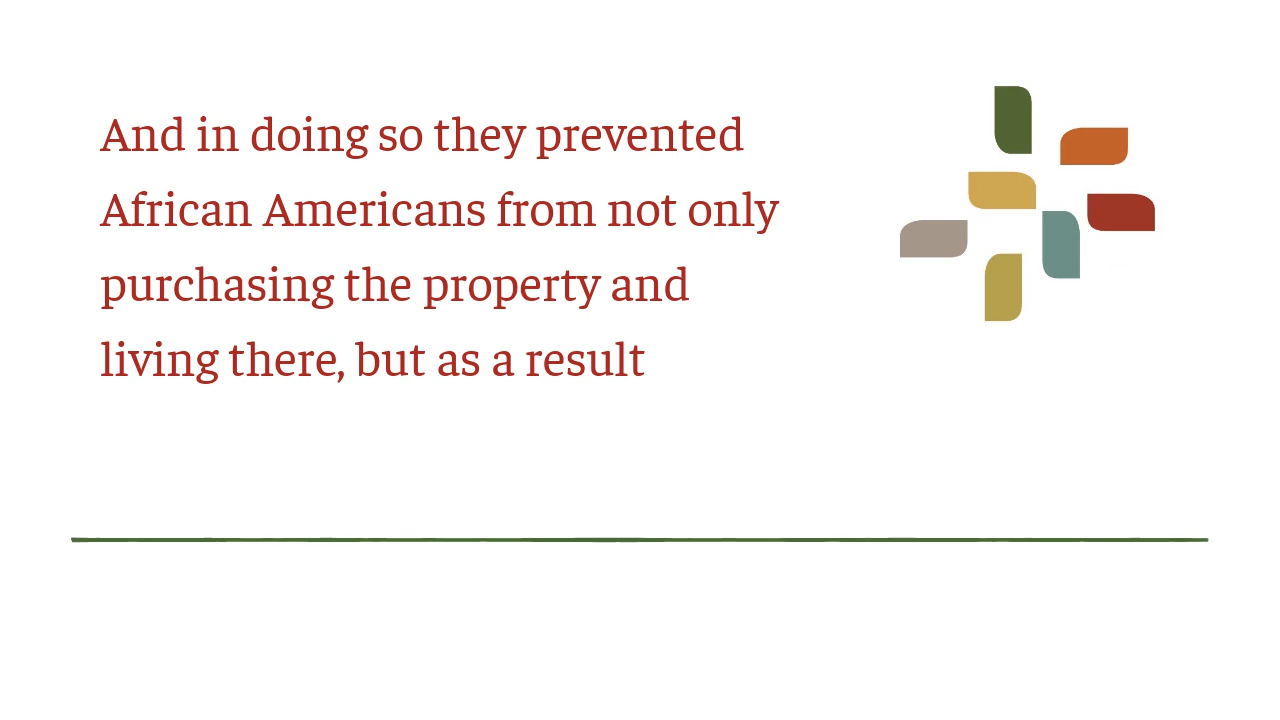 And in doing so they prevented
African Americans from not only
purchasing the property and
living there, but as a result